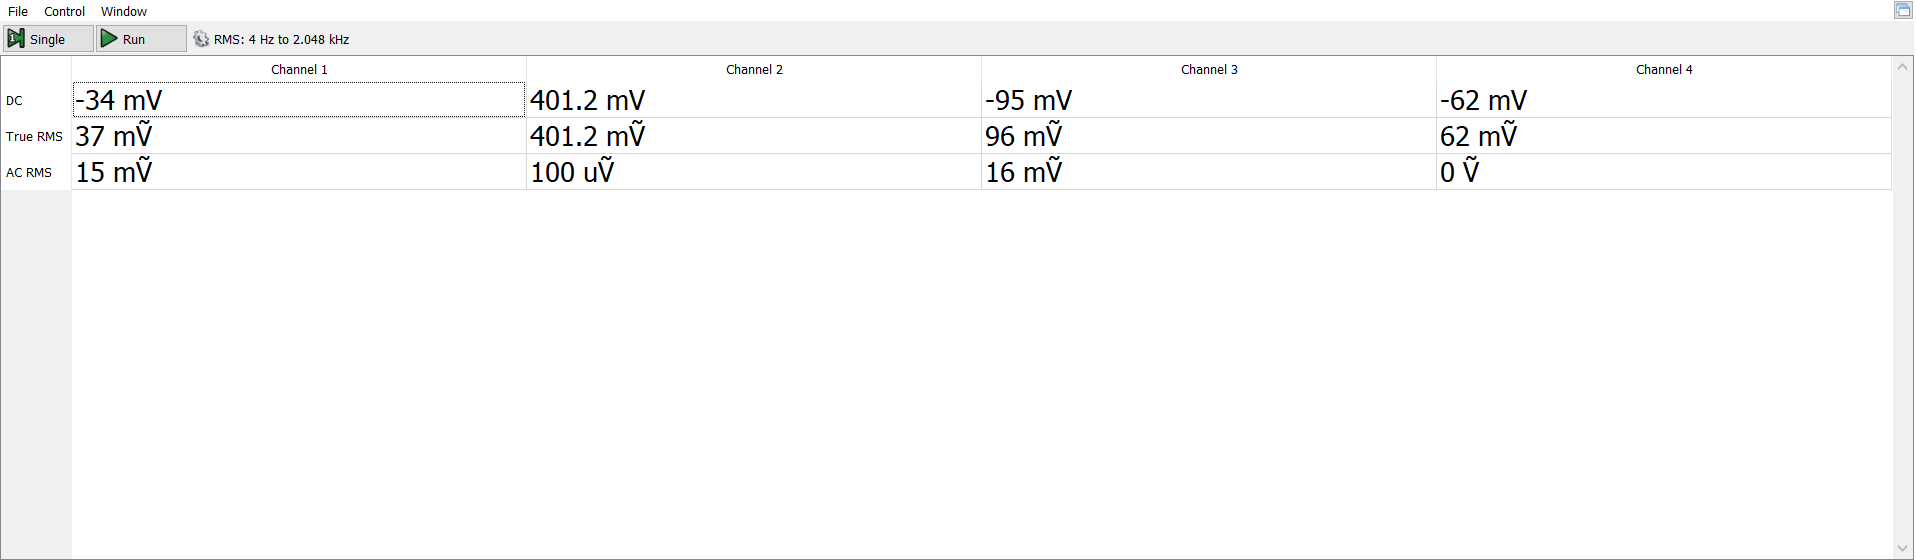 File Control Window
Single Run RMS: 4 Hz to 2.048 kHz
Channel 1 Channel 2 Channel 3 Channel 4
DC -34 mV 401.2 mV -95 mV -62 mV
True RMS 37 mṼ 401.2 mṼ 96 mṼ 62 mṼ
AC RMS 15 mṼ 100 uṼ 16 mṼ 0 Ṽ